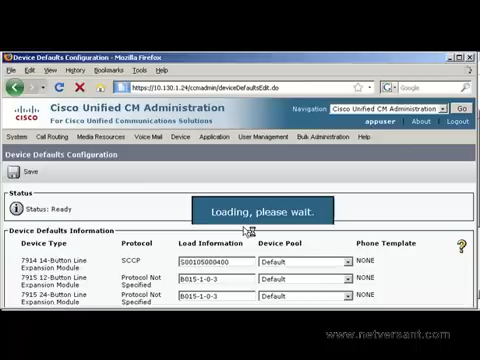 Device Defaults Configuration - Mozilla Firefox
File Edit View History Bookmarks Tools Help
https://10.130.1.24/ccmadmin/deviceDefaultsEdit.do
Google
CISCO
Cisco Unified CM Administration
For Cisco Unified Communications Solutions
Navigation Cisco Unified CM Administration Go
appuser About Logout
System Call Routing Media Resources Voice Mail Device Application User Management Bulk Administration Help
Device Defaults Configuration
Save
Status
Status: Ready
Loading, please wait.
Device Defaults Information
Device Type Protocol Load Information Device Pool Phone Template
7914 14-Button Line Expansion Module SCCP S00105000400 Default NONE
7915 12-Button Line Expansion Module Protocol Not Specified B015-1-0-3 Default NONE
7915 24-Button Line Expansion Module Protocol Not Specified B015-1-0-3 Default NONE
www.netversant.com